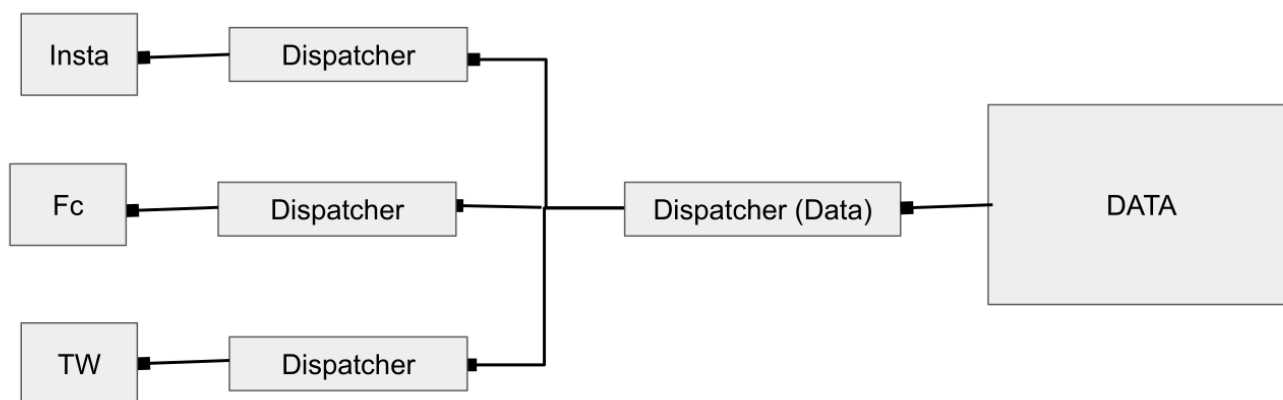 Insta
Dispatcher
Fc
Dispatcher
Dispatcher (Data)
DATA
TW
Dispatcher